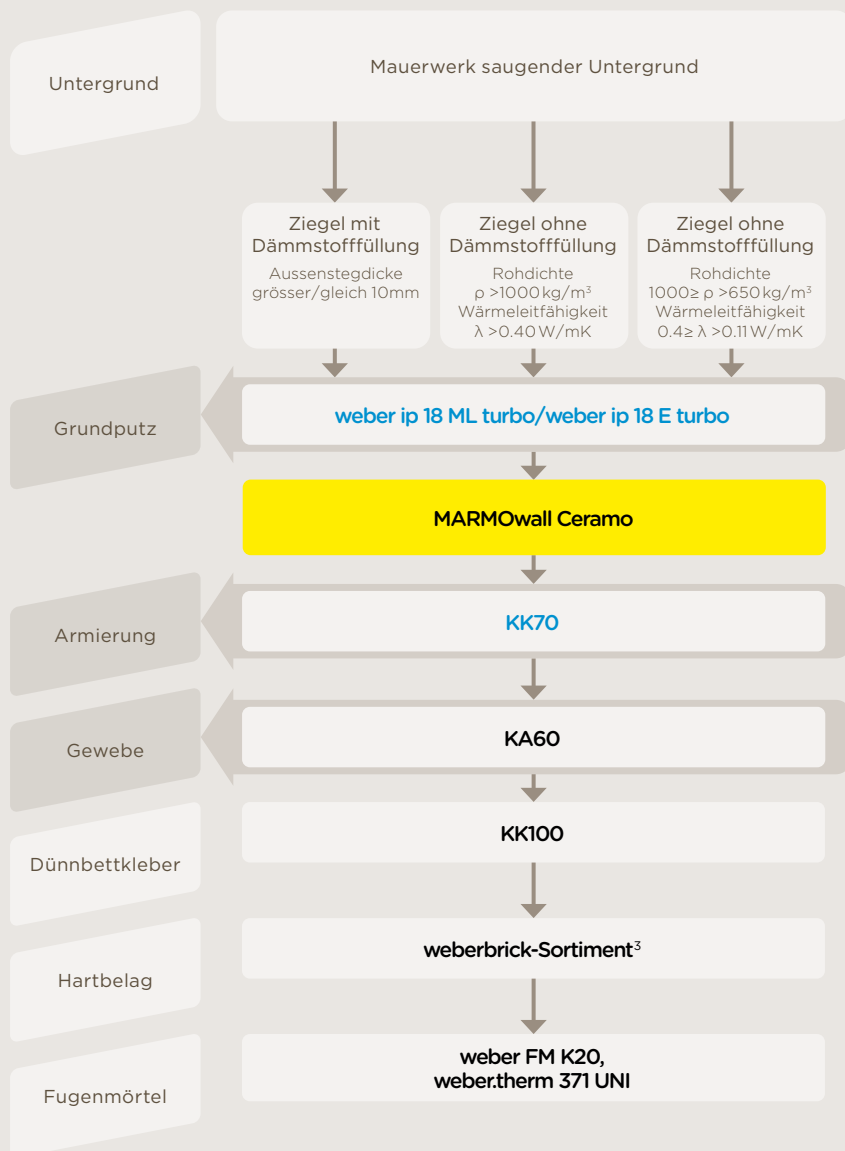 Untergrund
Mauerwerk saugender Untergrund
Ziegel mit
Dämmstofffüllung
Aussenstegdicke
grösser/gleich 10mm
Ziegel ohne
Dämmstofffüllung
Rohdichte
ρ >1000 kg/m³
Wärmeleitfähigkeit
λ >0.40 W/mK
Ziegel ohne
Dämmstofffüllung
Rohdichte
1000≥ ρ >650 kg/m³
Wärmeleitfähigkeit
0.4≥ λ >0.11 W/mK
Grundputz
weber ip 18 ML turbo/weber ip 18 E turbo
MARMOwall Ceramo
Armierung
KK70
Gewebe
KA60
Dünnbettkleber
KK100
Hartbelag
weberbrick-Sortiment³
Fugenmörtel
weber FM K20,
weber.therm 371 UNI